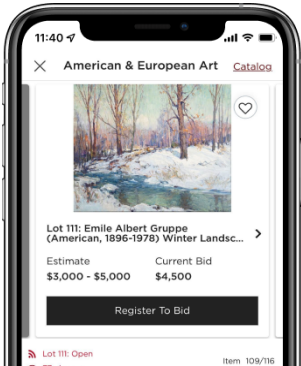 11:40
American & European Art
Catalog
Lot 111: Emile Albert Gruppe
(American, 1896-1978) Winter Landsc...
Estimate
Current Bid
$3,000 - $5,000
$4,500
Register To Bid
Lot 111: Open
Item 109/116